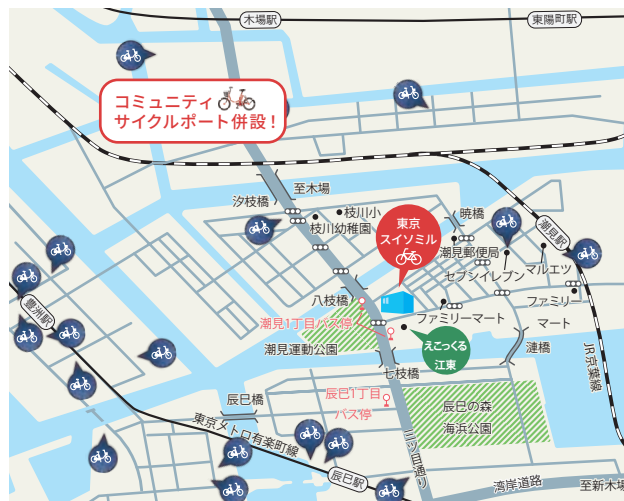 木場駅
東陽町駅
コミュニティ
サイクルポート併設！
至木場
汐枝橋
枝川小
枝川幼稚園
東京
スイソミル
暁橋
潮見駅
潮見郵便局
セブンイレブン
マルエツ
豊洲駅
八枝橋
ファミリー
マート
ファミリーマート
潮見1丁目バス停
えこっくる
江東
潮見運動公園
漣橋
JR京葉線
七枝橋
辰巳1丁目
バス停
辰巳の森
海浜公園
辰巳橋
東京メトロ有楽町線
三ツ目通り
辰巳駅
湾岸道路
至新木場